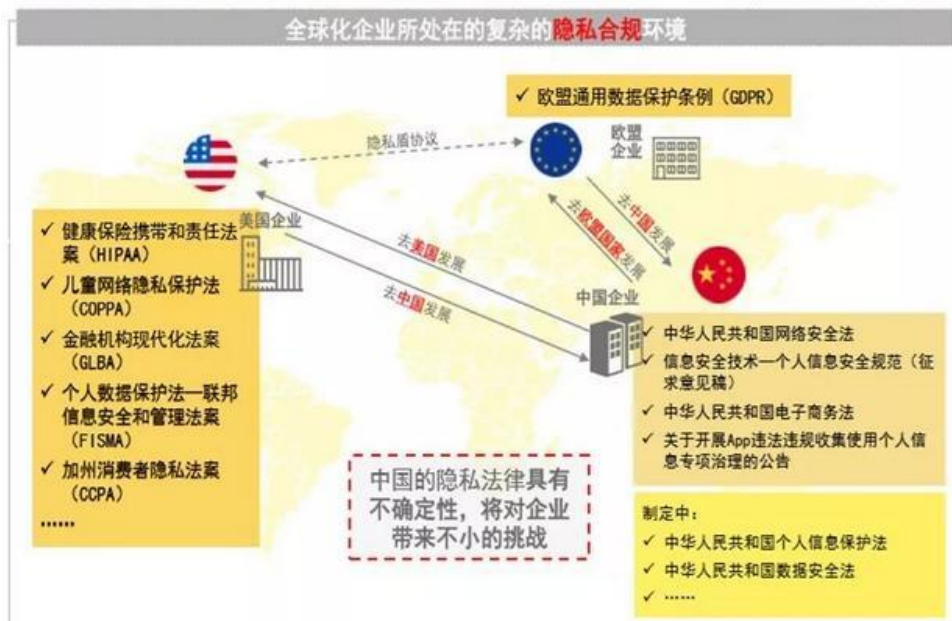 全球化企业所处在的复杂的隐私合规环境
✓ 欧盟通用数据保护条例（GDPR）
隐私盾协议
欧盟
企业
美国企业
去中国发展
去欧盟国家发展
去美国发展
去中国发展
中国企业
✓ 健康保险携带和责任法
案（HIPAA）
✓ 儿童网络隐私保护法
（COPPA）
✓ 金融机构现代化法案
（GLBA）
✓ 个人数据保护法—联邦
信息安全和管理法案
（FISMA）
✓ 加州消费者隐私法案
（CCPA）
……
✓ 中华人民共和国网络安全法
✓ 信息安全技术—个人信息安全规范（征
求意见稿）
✓ 中华人民共和国电子商务法
✓ 关于开展App违法违规收集使用个人信
息专项治理的公告
中国的隐私法律具有
不确定性，将对企业
带来不小的挑战
制定中：
✓ 中华人民共和国个人信息保护法
✓ 中华人民共和国数据安全法
✓ ……